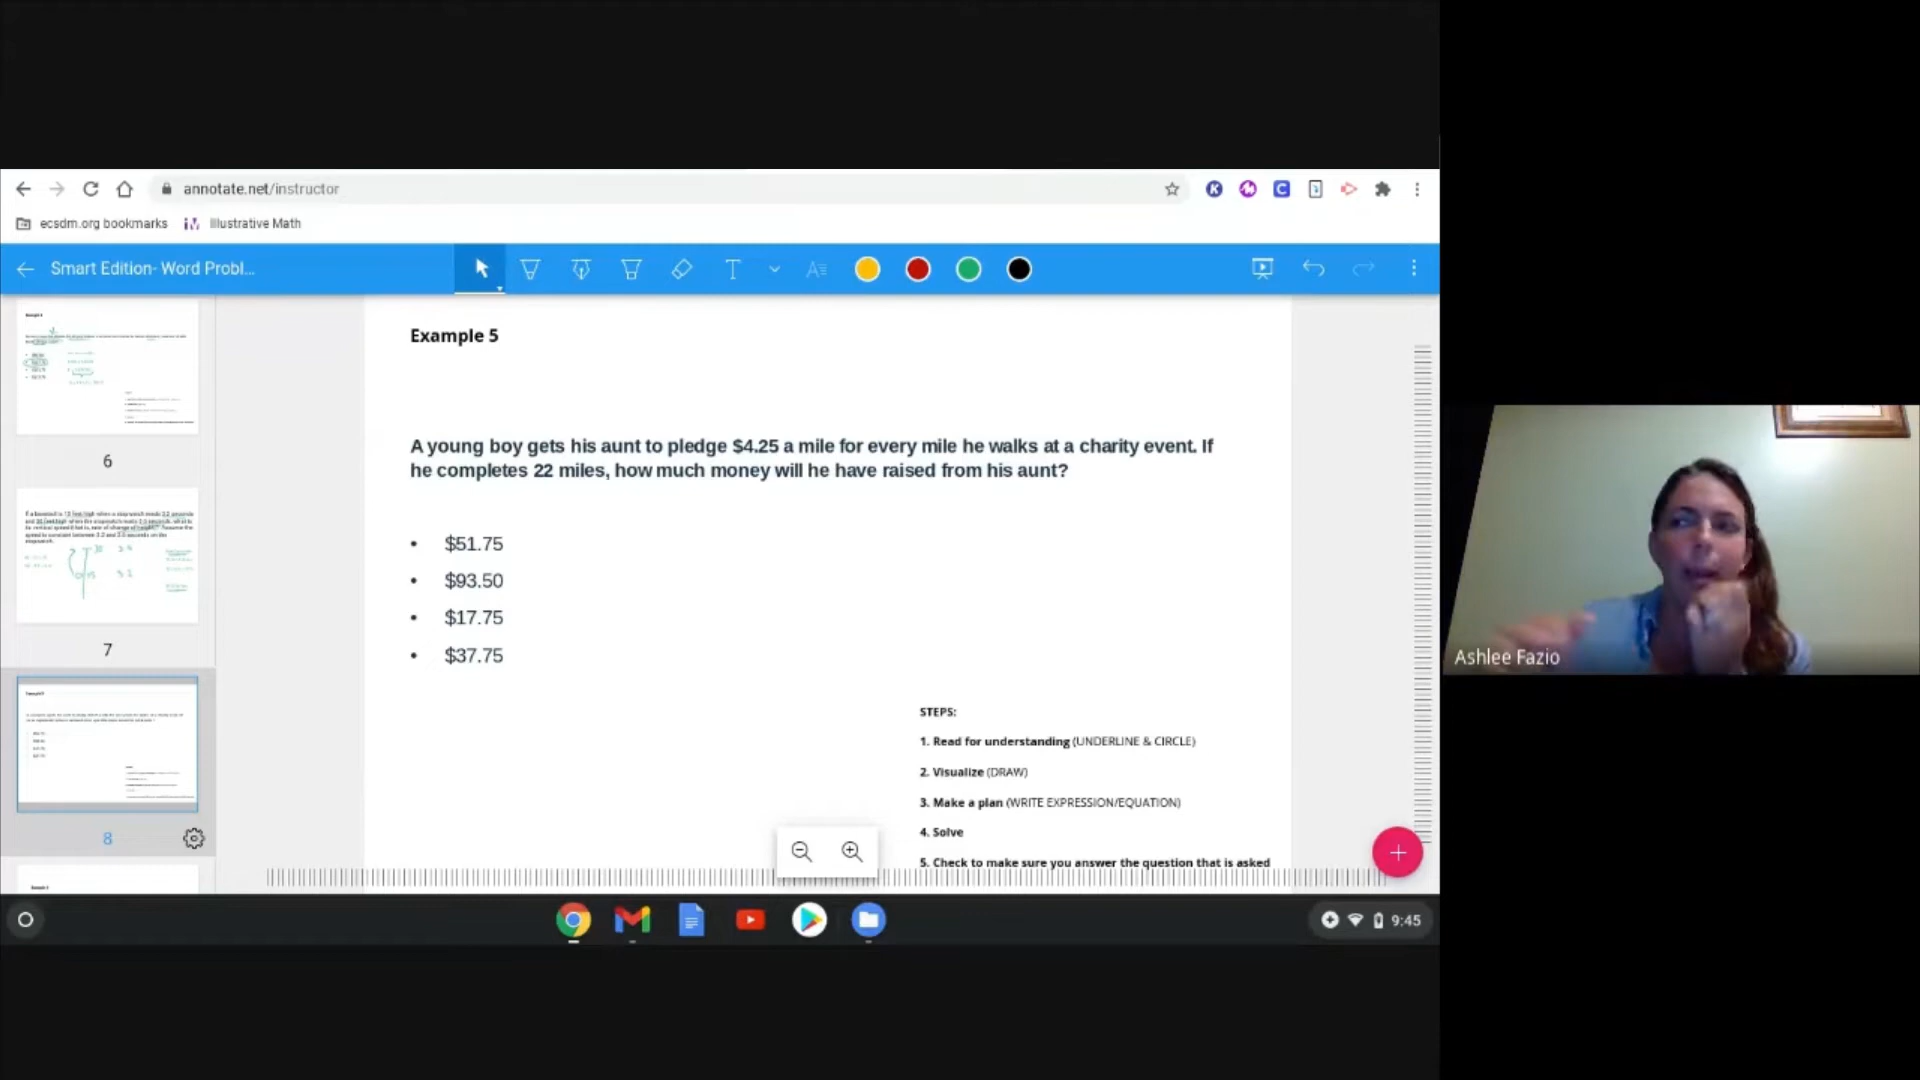 annotate.net/instructor
ecsdm.org bookmarks
Illustrative Math
Smart Edition- Word Probl...
Example 5
A young boy gets his aunt to pledge $4.25 a mile for every mile he walks at a charity event. If
he completes 22 miles, how much money will he have raised from his aunt?
• $51.75
• $93.50
• $17.75
• $37.75
STEPS:
1. Read for understanding (UNDERLINE & CIRCLE)
2. Visualize (DRAW)
3. Make a plan (WRITE EXPRESSION/EQUATION)
4. Solve
5. Check to make sure you answer the question that is asked
6
7
8
9:45
Ashlee Fazio